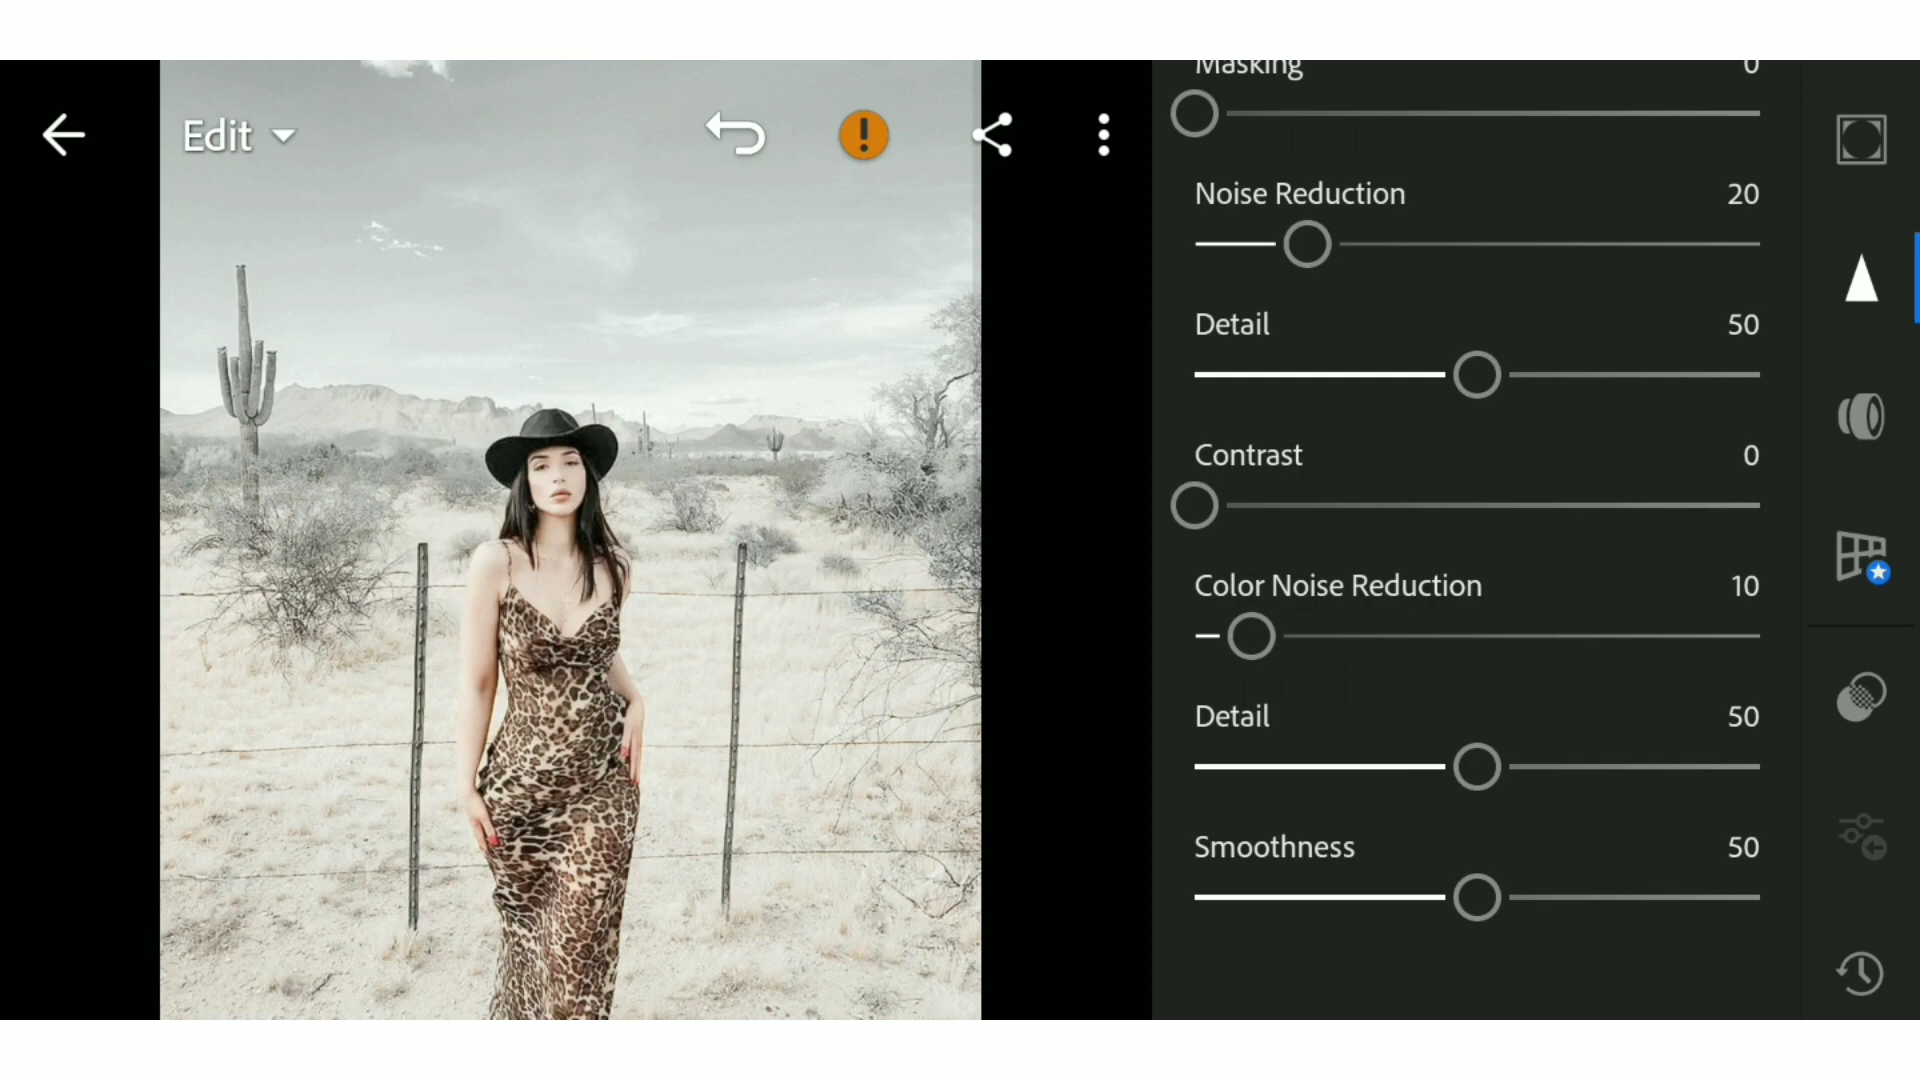 Edit
Masking 0
Noise Reduction 20
Detail 50
Contrast 0
Color Noise Reduction 10
Detail 50
Smoothness 50